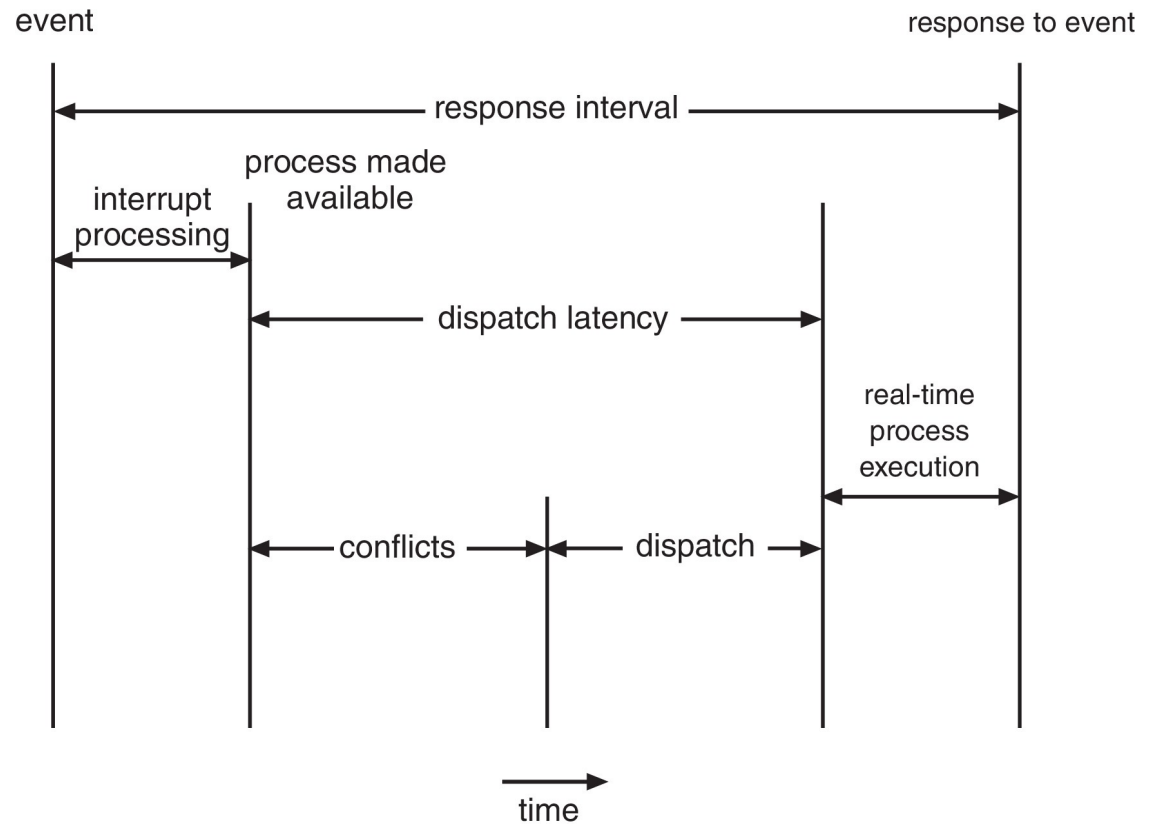 event
response to event
response interval
process made
available
interrupt
processing
dispatch latency
real-time
process
execution
conflicts
dispatch
time